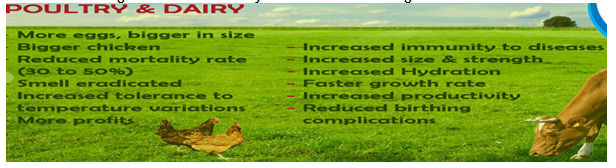 POULTRY & DAIRY
- More eggs, bigger in size
- Bigger chicken
- Reduced mortality rate
(30 to 50%)
- Smell eradicated
- Increased tolerance to
temperature variations
- More profits
- Increased immunity to diseases
- Increased size & strength
- Increased Hydration
- Faster growth rate
- Increased productivity
- Reduced birthing
complications